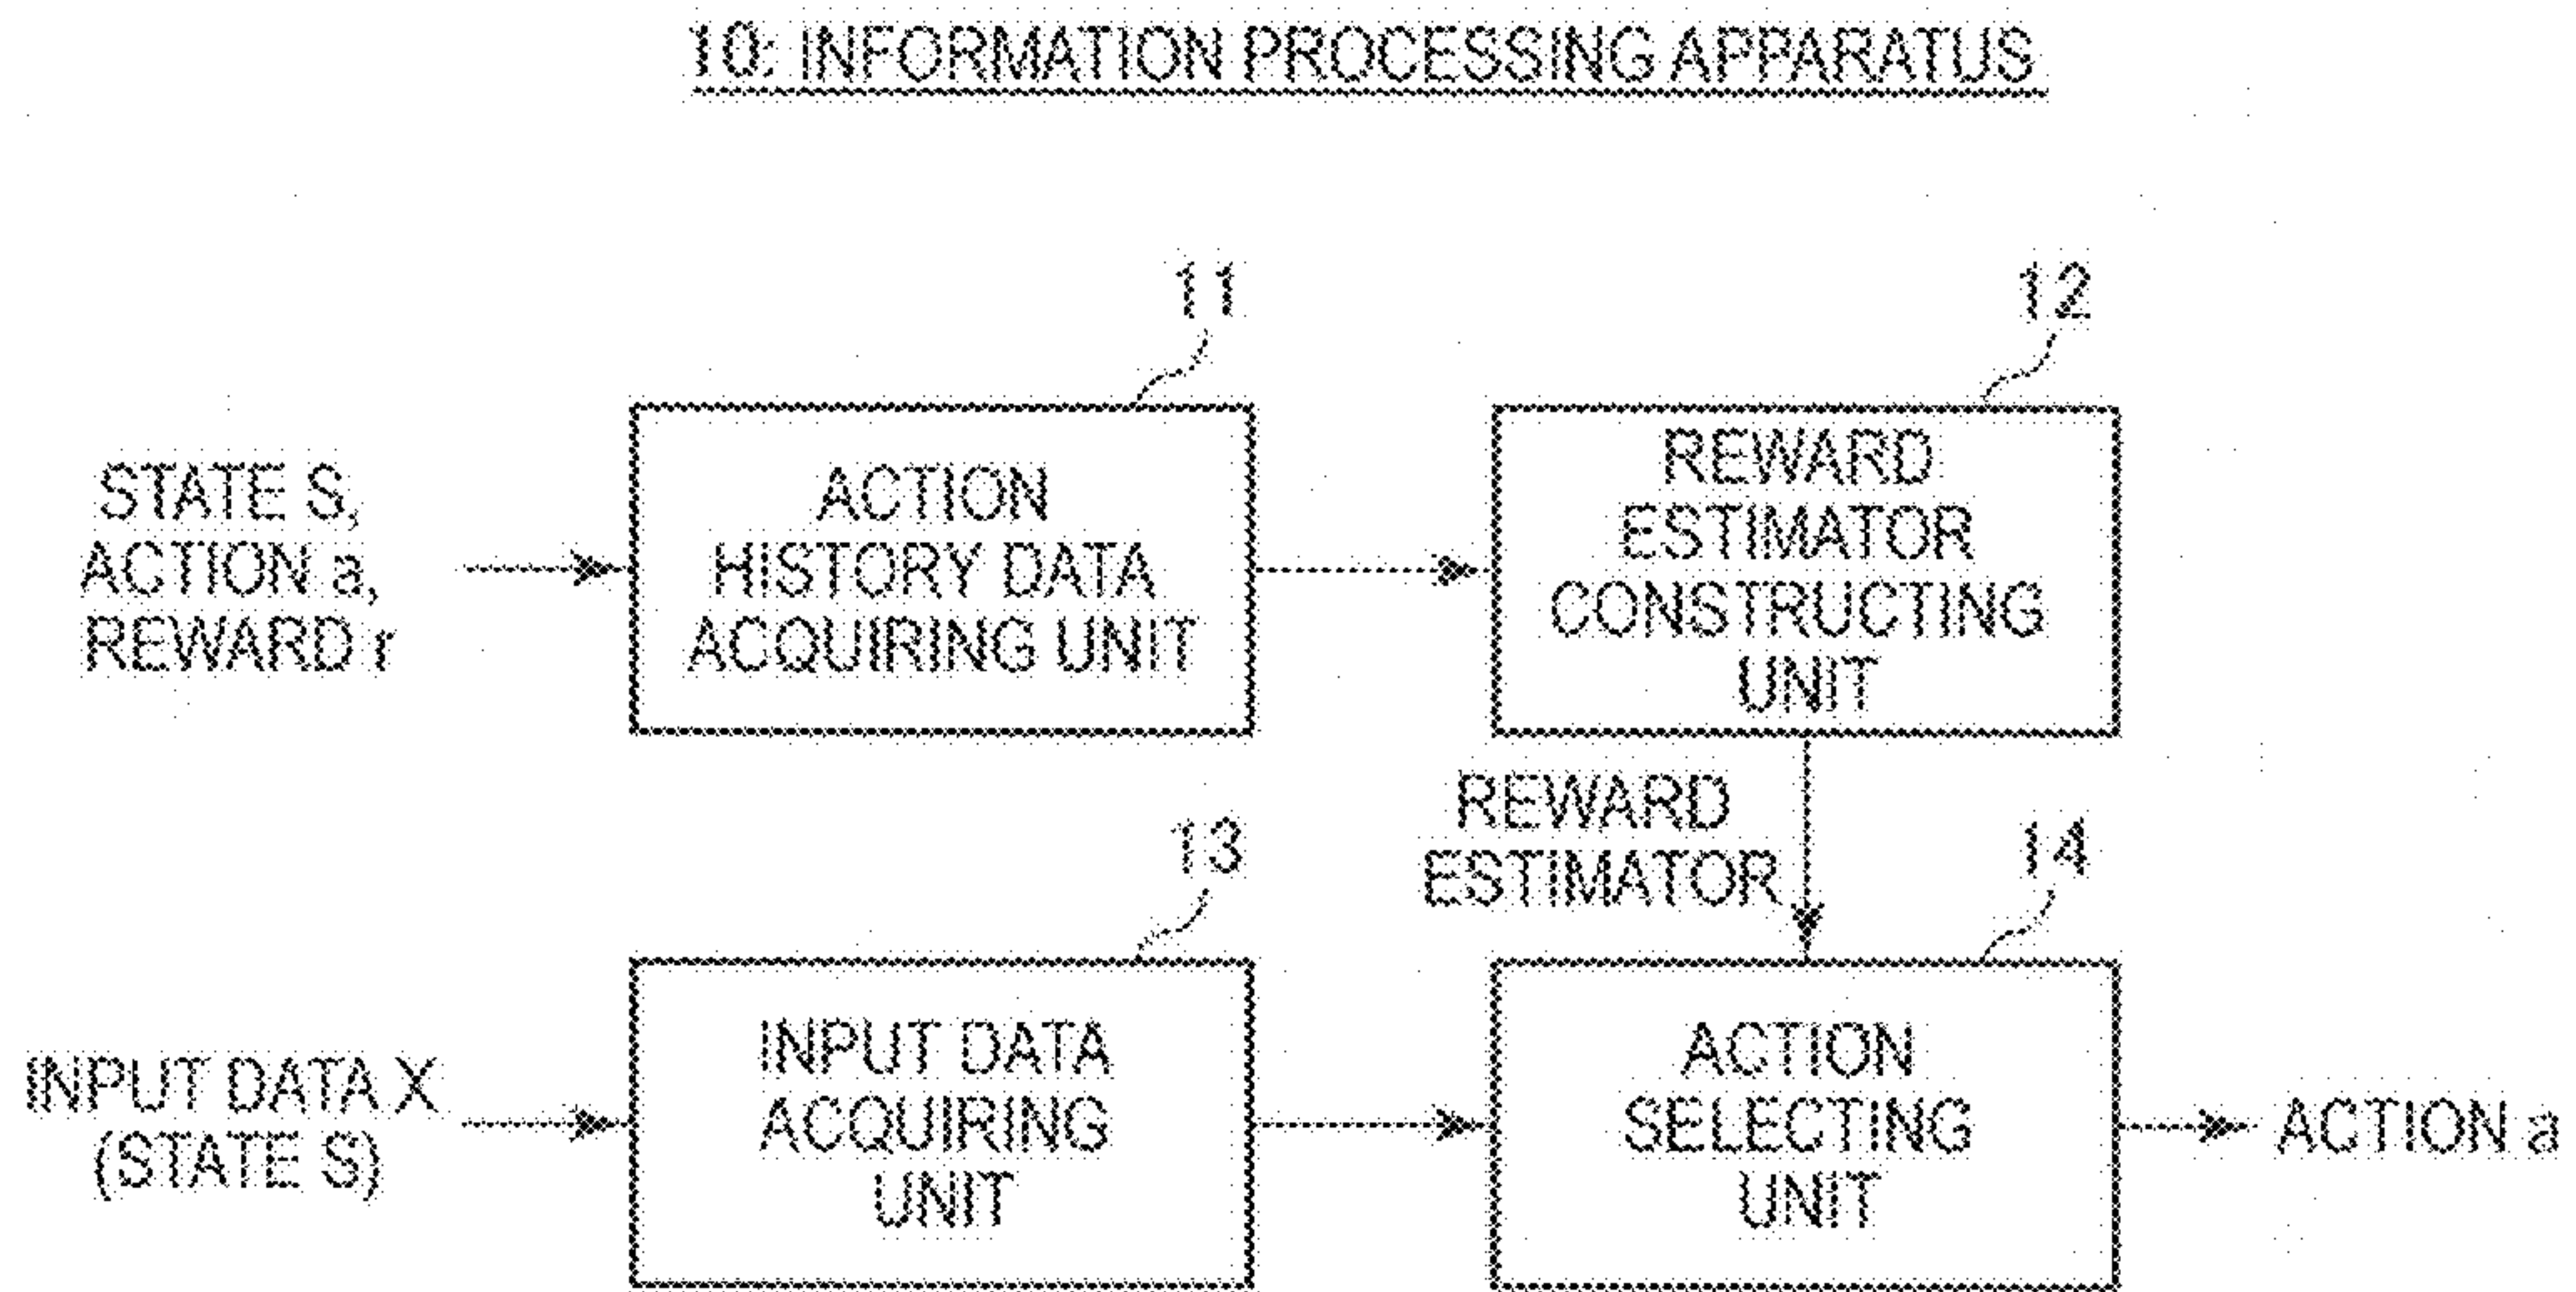 10: INFORMATION PROCESSING APPARATUS
11
12
STATE S,
ACTION a,
REWARD r
ACTION
HISTORY DATA
ACQUIRING UNIT
REWARD
ESTIMATOR
CONSTRUCTING
UNIT
REWARD
ESTIMATOR
13
14
INPUT DATA X
(STATE S)
INPUT DATA
ACQUIRING
UNIT
ACTION
SELECTING
UNIT
ACTION a